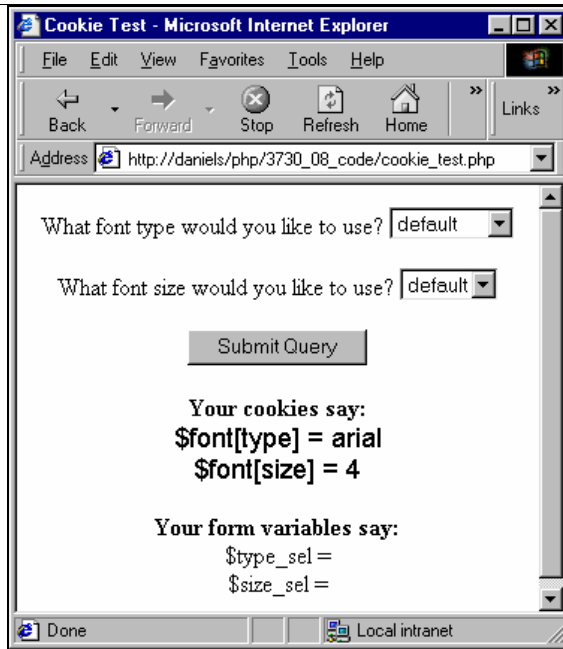 Cookie Test - Microsoft Internet Explorer
File Edit View Favorites Tools Help
Back Forward Stop Refresh Home » Links »
Address http://daniels/php/3730_08_code/cookie_test.php
What font type would you like to use? default
What font size would you like to use? default
Submit Query
Your cookies say:
$font[type] = arial
$font[size] = 4
Your form variables say:
$type_sel =
$size_sel =
Done Local intranet